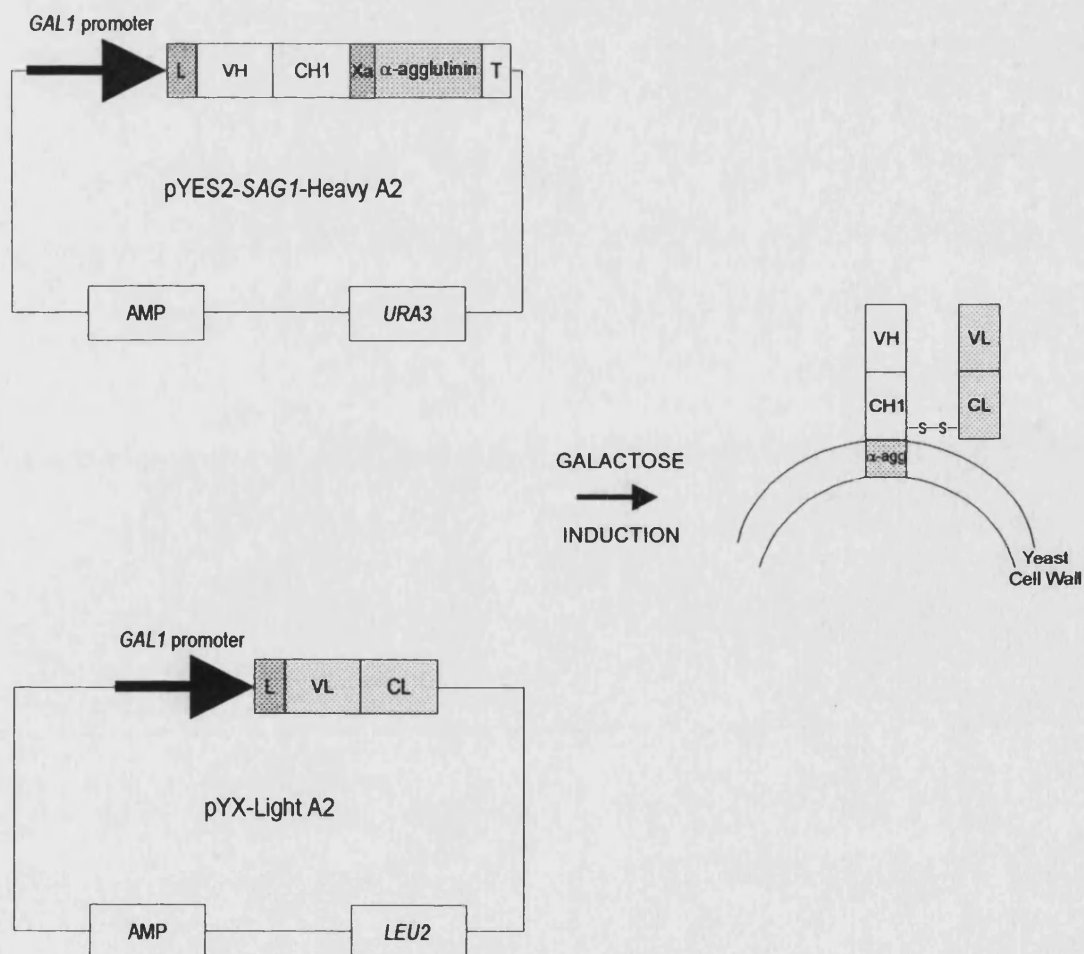 GAL1 promoter
L
VH
CH1
Xa
α-agglutinin
T
pYES2-SAG1-Heavy A2
AMP
URA3
VH
VL
CH1
CL
S
S
α-agg
GALACTOSE
INDUCTION
Yeast
Cell Wall
GAL1 promoter
L
VL
CL
pYX-Light A2
AMP
LEU2